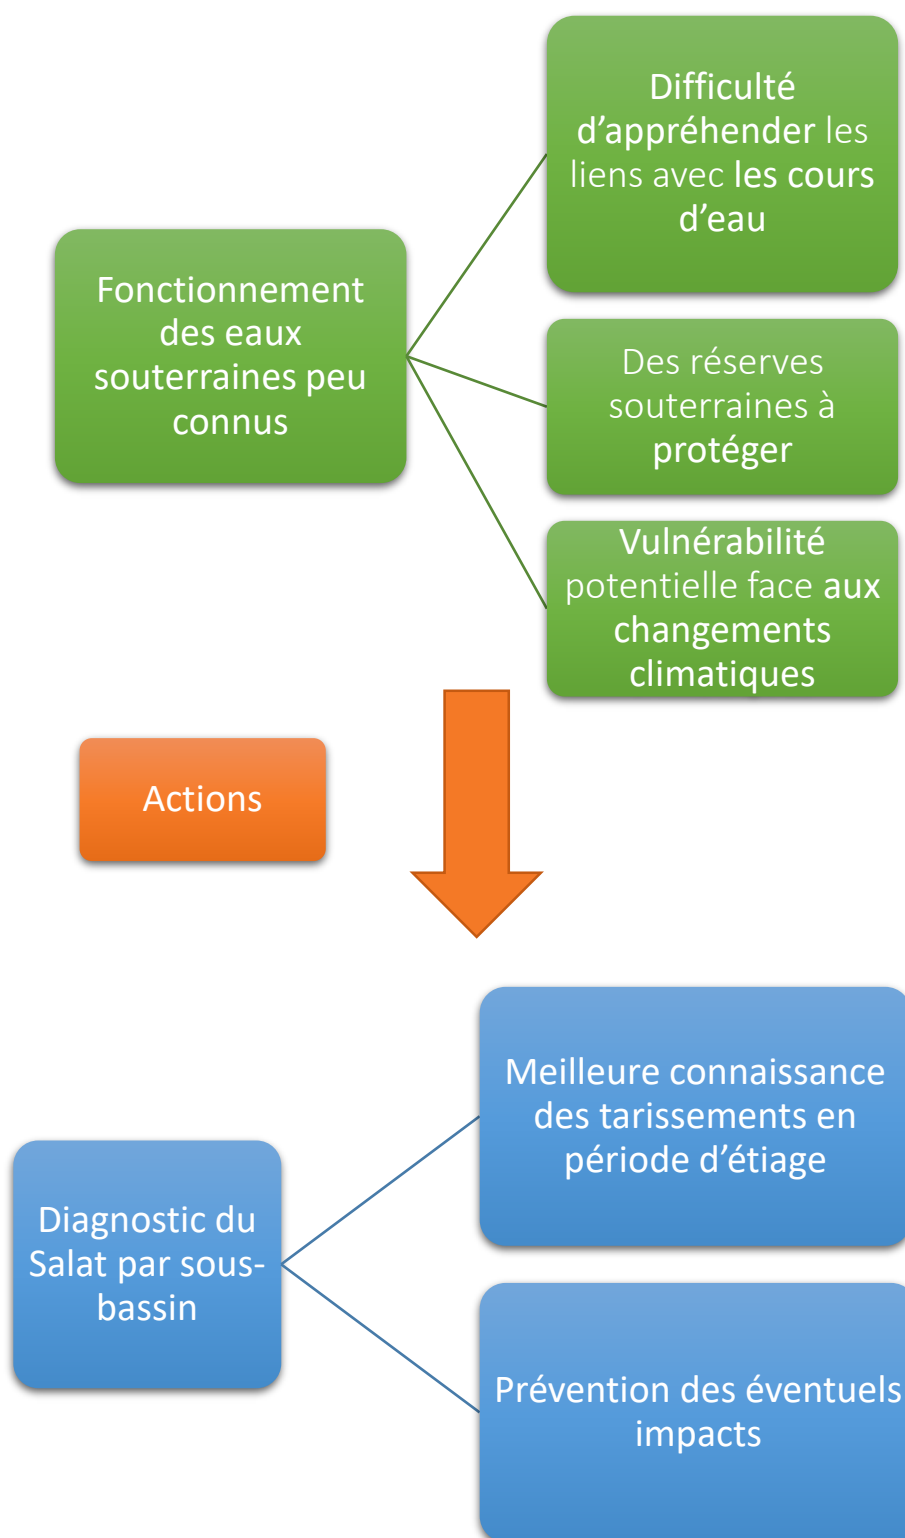 Difficulté
d’appréhender les
liens avec les cours
d’eau
Fonctionnement
des eaux
souterraines peu
connus
Des réserves
souterraines à
protéger
Vulnérabilité
potentielle face aux
changements
climatiques
Actions
Meilleure connaissance
des tarissements en
période d’étiage
Diagnostic du
Salat par sous-
bassin
Prévention des éventuels
impacts